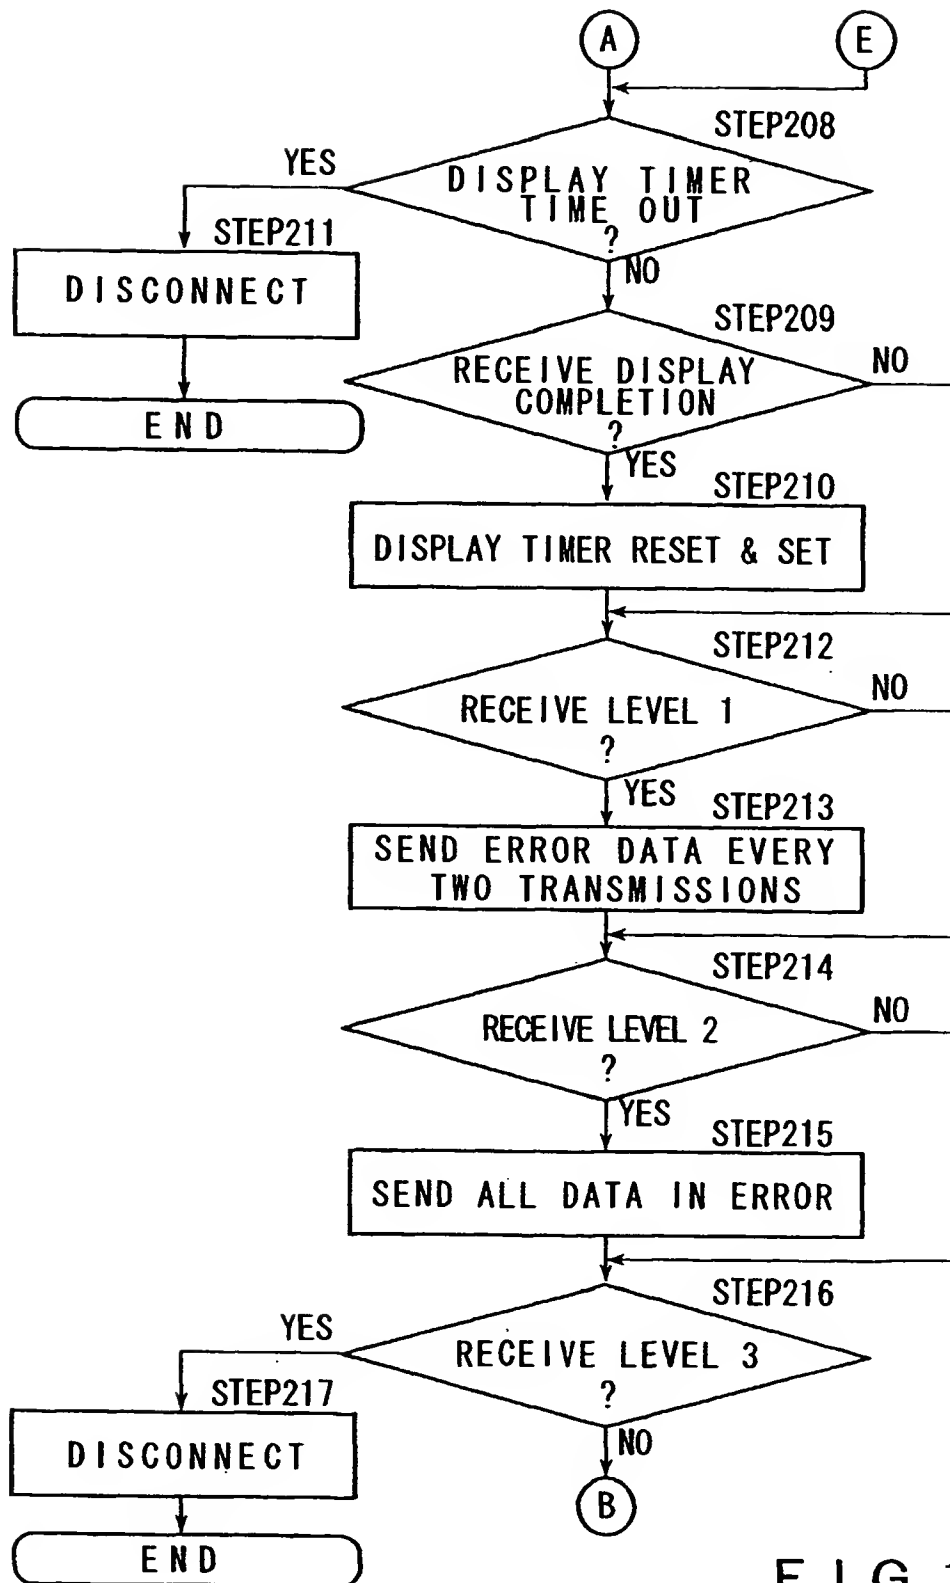 A
E
STEP208
YES
DISPLAY TIMER
TIME OUT
?
NO
STEP211
DISCONNECT
END
STEP209
NO
RECEIVE DISPLAY
COMPLETION
?
YES
STEP210
DISPLAY TIMER RESET & SET
STEP212
NO
RECEIVE LEVEL 1
?
YES
STEP213
SEND ERROR DATA EVERY
TWO TRANSMISSIONS
STEP214
NO
RECEIVE LEVEL 2
?
YES
STEP215
SEND ALL DATA IN ERROR
STEP216
YES
RECEIVE LEVEL 3
?
NO
STEP217
DISCONNECT
END
B
FIG